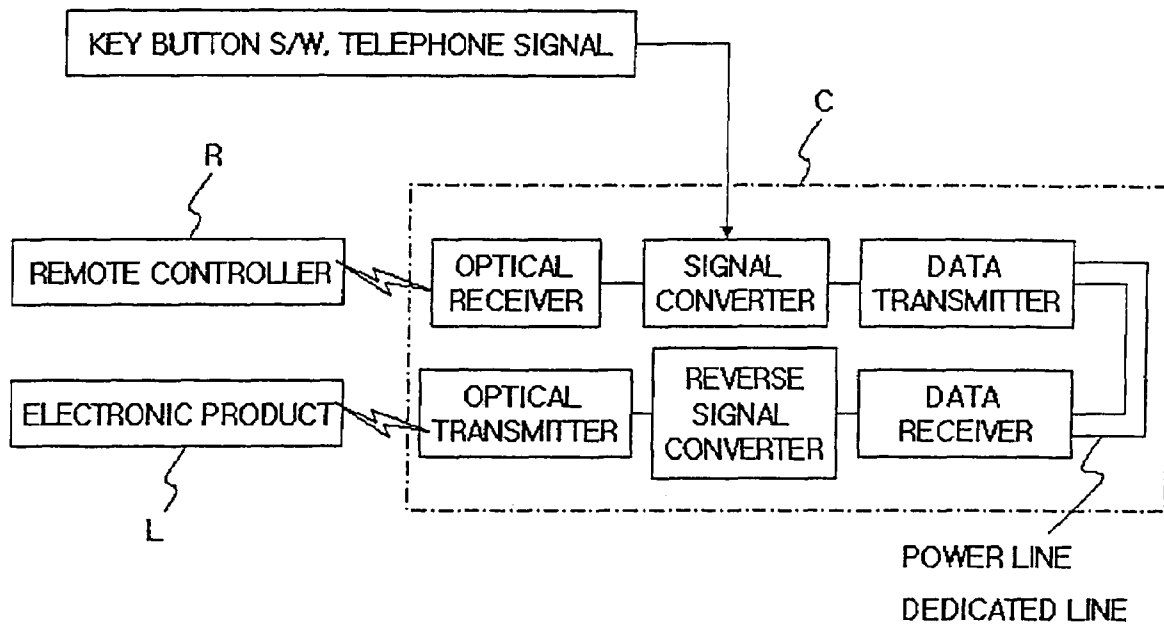 KEY BUTTON S/W, TELEPHONE SIGNAL
C
R
REMOTE CONTROLLER
OPTICAL
RECEIVER
SIGNAL
CONVERTER
DATA
TRANSMITTER
ELECTRONIC PRODUCT
OPTICAL
TRANSMITTER
REVERSE
SIGNAL
CONVERTER
DATA
RECEIVER
L
POWER LINE
DEDICATED LINE